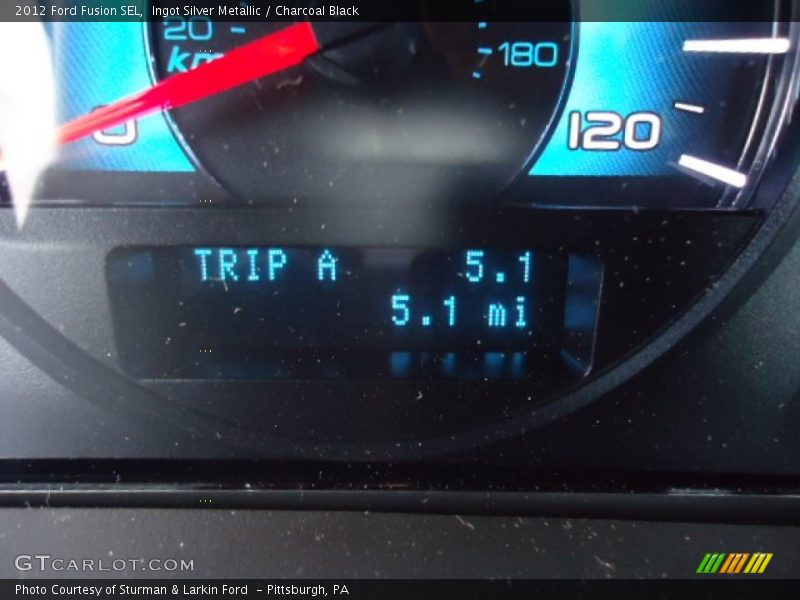 2012 Ford Fusion SEL, Ingot Silver Metallic / Charcoal Black
20
km
180
0
120
TRIP A 5.1
5.1 mi
GTCARLOT.COM
Photo Courtesy of Sturman & Larkin Ford - Pittsburgh, PA